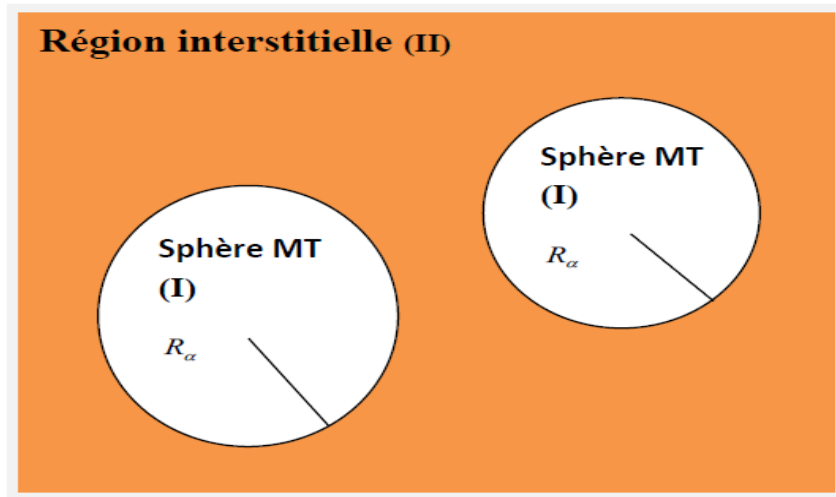 Région interstitielle (II)
Sphère MT
(I)
Rα
Sphère MT
(I)
Rα